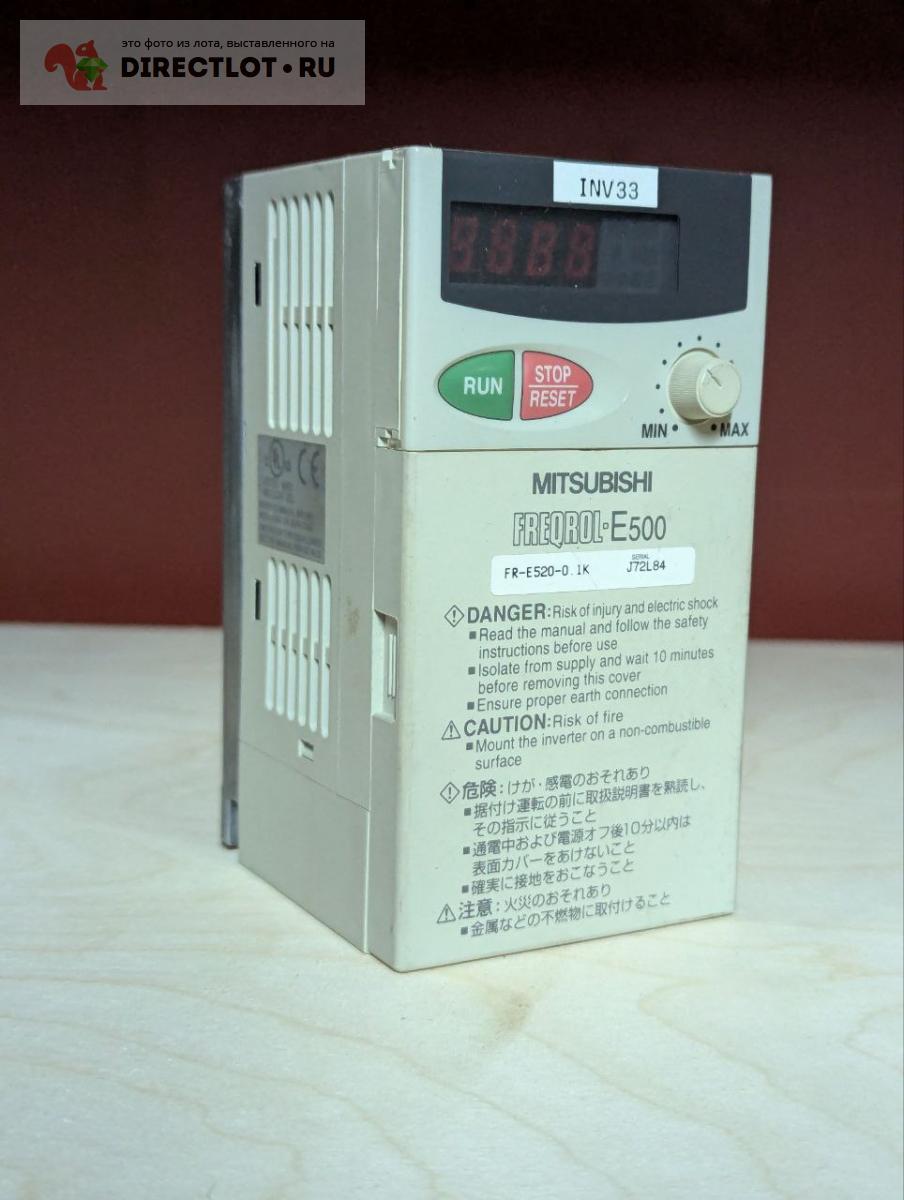 это фото из лота, выставленного на
DIRECTLOT•RU
INV33
8888
RUN
STOP
RESET
MIN
MAX
CE
MITSUBISHI
FREQROL-E500
SERIAL
FR-E520-0.1K J72L84
DANGER: Risk of injury and electric shock
■ Read the manual and follow the safety
instructions before use
■ Isolate from supply and wait 10 minutes
before removing this cover
■ Ensure proper earth connection
CAUTION: Risk of fire
■ Mount the inverter on a non-combustible
surface
危険：けが・感電のおそれあり
■ 据付け運転の前に取扱説明書を熟読し、
その指示に従うこと
■ 通電中および電源オフ後10分以内は
表面カバーをあけないこと
■ 確実に接地をおこなうこと
注意：火災のおそれあり
■ 金属などの不燃物に取付けること